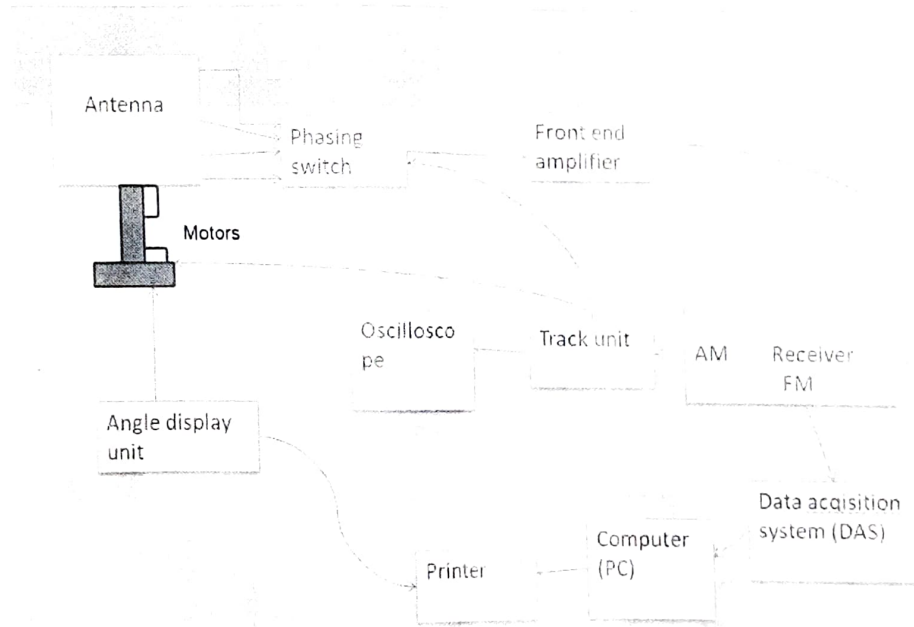 Antenna
Phasing
switch
Front end
amplifier
Motors
Oscillosco
pe
Track unit
AM Receiver
FM
Angle display
unit
Data acqisition
system (DAS)
Computer
(PC)
Printer